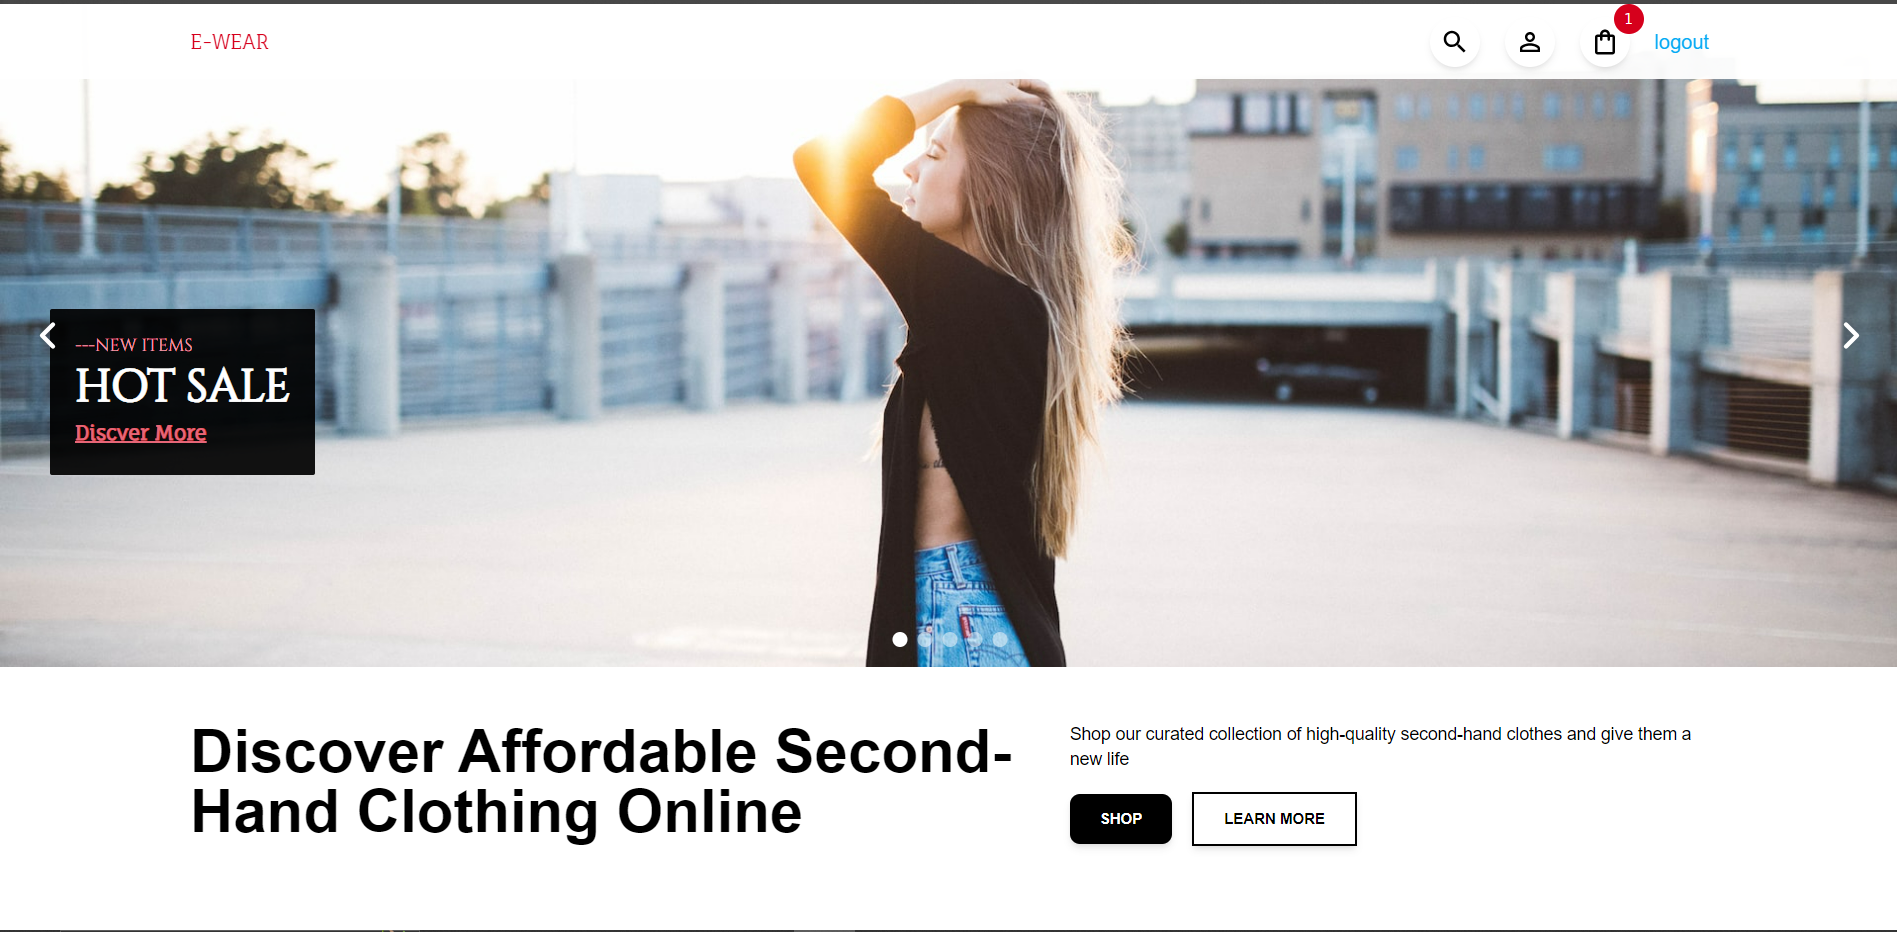 E-WEAR
1
logout
---NEW ITEMS
HOT SALE
Discver More
Discover Affordable Second-
Hand Clothing Online
Shop our curated collection of high-quality second-hand clothes and give them a
new life
SHOP
LEARN MORE